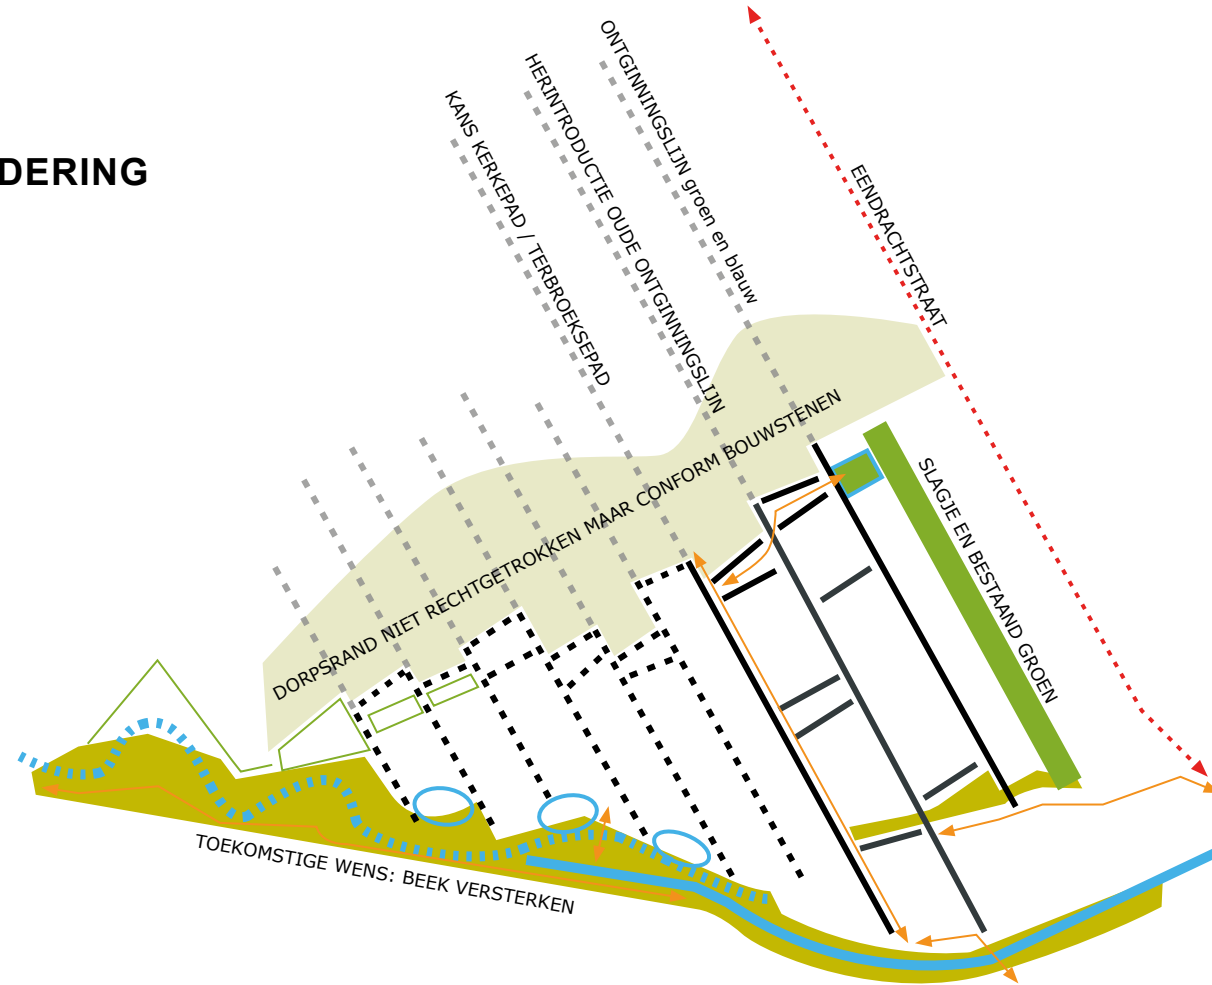 DERING
ONTGINNINGSLIJN groen en blauw
HERINTRODUCTIE OUDE ONTGINNINGSLIJN
KANS KERKEPAD / TERBROEKSEPAD
EENDRACHTSTRAAT
DORPSRAND NIET RECHTGETROKKEN MAAR CONFORM BOUWSTENEN
SLAGJE EN BESTAAND GROEN
TOEKOMSTIGE WENS: BEEK VERSTERKEN